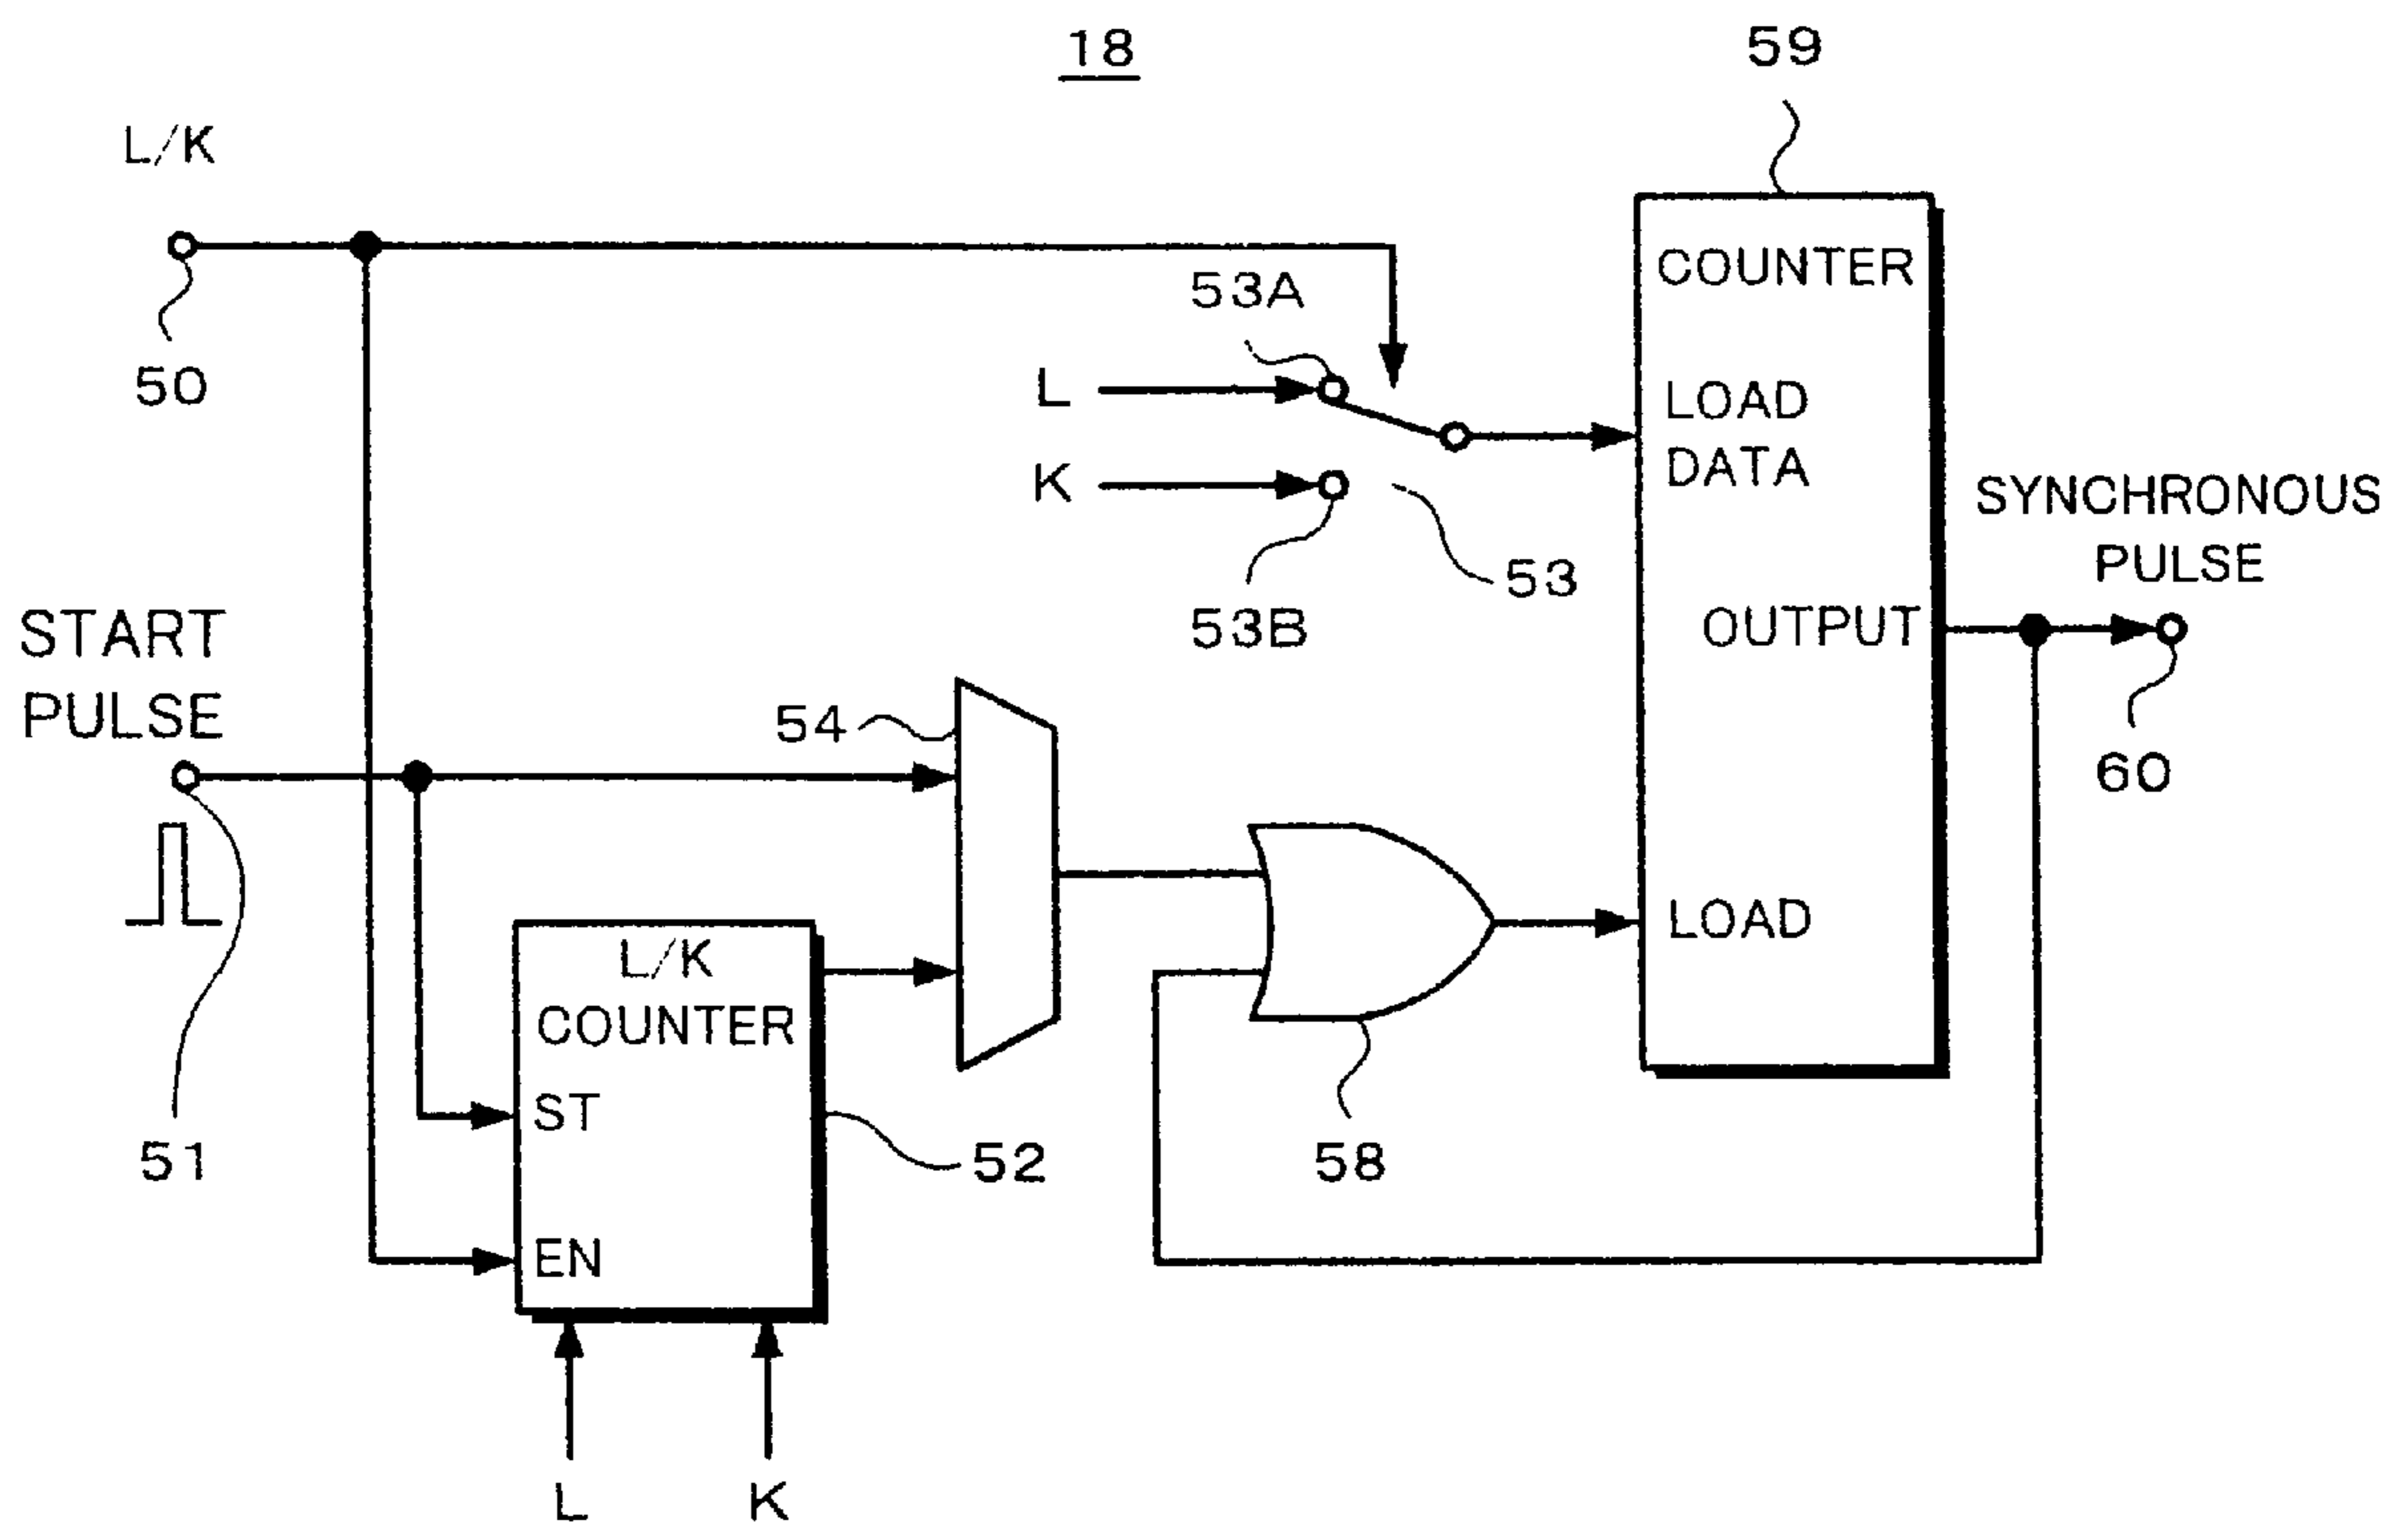 18
59
L/K
50
53A
L
K
53
53B
COUNTER
LOAD
DATA
OUTPUT
LOAD
SYNCHRONOUS
PULSE
60
START
PULSE
51
54
L/K
COUNTER
ST
EN
52
58
L
K